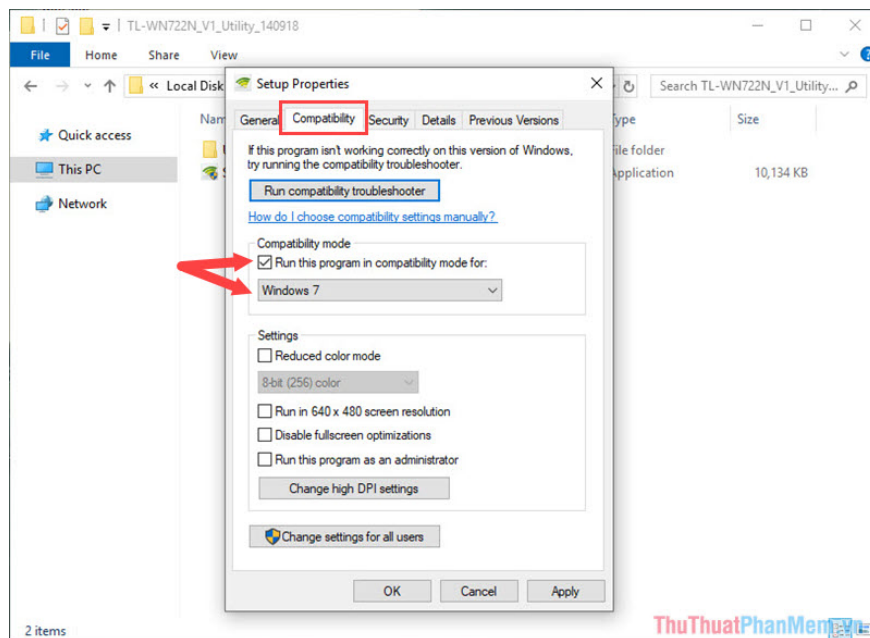 TL-WN722N_V1_Utility_140918
File Home Share View
« Local Disk
Search TL-WN722N_V1_Utility...
Quick access
This PC
Network
Size
File folder
Application
10,134 KB
Setup Properties
General Compatibility Security Details Previous Versions
If this program isn't working correctly on this version of Windows,
try running the compatibility troubleshooter.
Run compatibility troubleshooter
How do I choose compatibility settings manually?
Compatibility mode
Run this program in compatibility mode for:
Windows 7
Settings
Reduced color mode
8-bit (256) color
Run in 640 x 480 screen resolution
Disable fullscreen optimizations
Run this program as an administrator
Change high DPI settings
Change settings for all users
OK Cancel Apply
2 items
ThuThuatPhanMem.vn